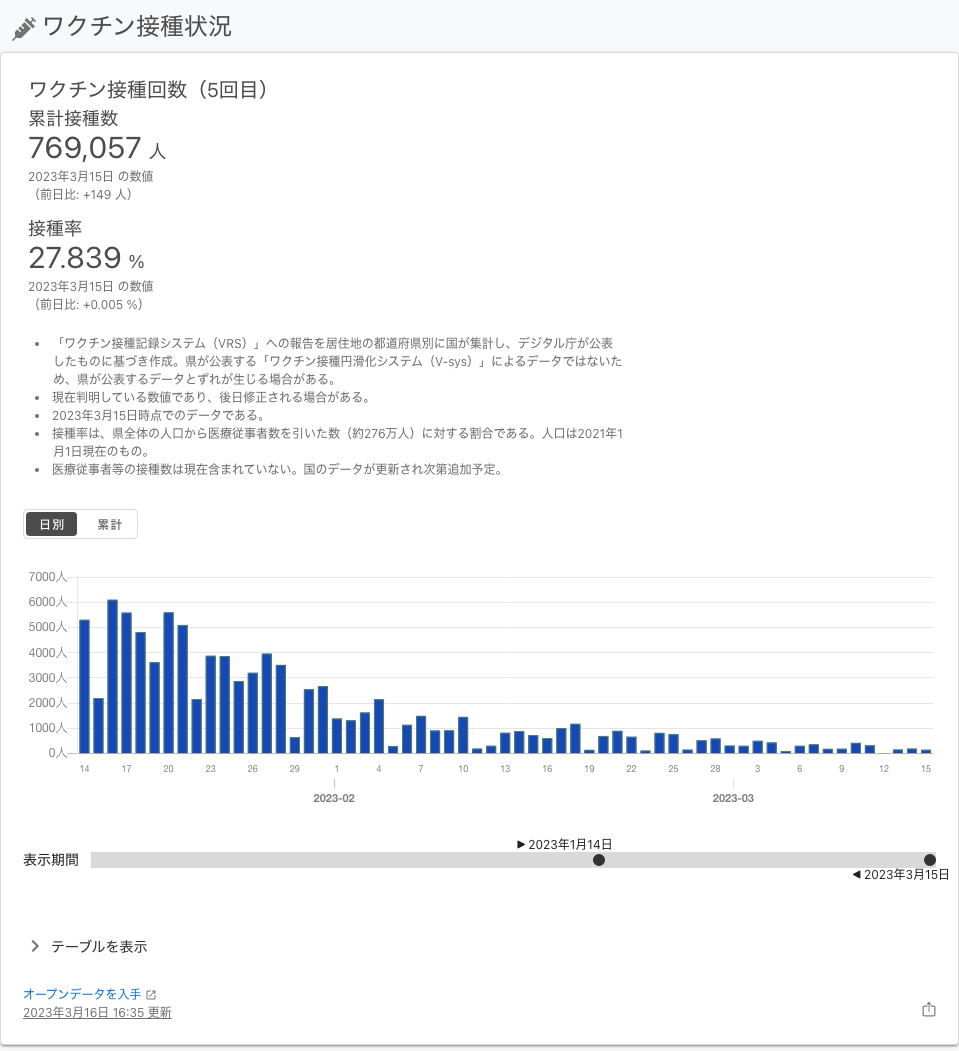 ワクチン接種状況
ワクチン接種回数（5回目）
累計接種数
769,057 人
2023年3月15日 の数値
（前日比: +149 人）
接種率
27.839 %
2023年3月15日 の数値
（前日比: +0.005 %）
• 「ワクチン接種記録システム（VRS）」への報告を居住地の都道府県別に国が集計し、デジタル庁が公表
したものに基づき作成。県が公表する「ワクチン接種円滑化システム（V-sys）」によるデータではないた
め、県が公表するデータとずれが生じる場合がある。
• 現在判明している数値であり、後日修正される場合がある。
• 2023年3月15日時点でのデータである。
• 接種率は、県全体の人口から医療従事者数を引いた数（約276万人）に対する割合である。人口は2021年1
月1日現在のもの。
• 医療従事者等の接種数は現在含まれていない。国のデータが更新され次第追加予定。
日別 累計
7000人
6000人
5000人
4000人
3000人
2000人
1000人
0人
14 17 20 23 26 29 1 4 7 10 13 16 19 22 25 28 3 6 9 12 15
2023-02 2023-03
▶ 2023年1月14日
表示期間
◀ 2023年3月15日
テーブルを表示
オープンデータを入手
2023年3月16日 16:35 更新